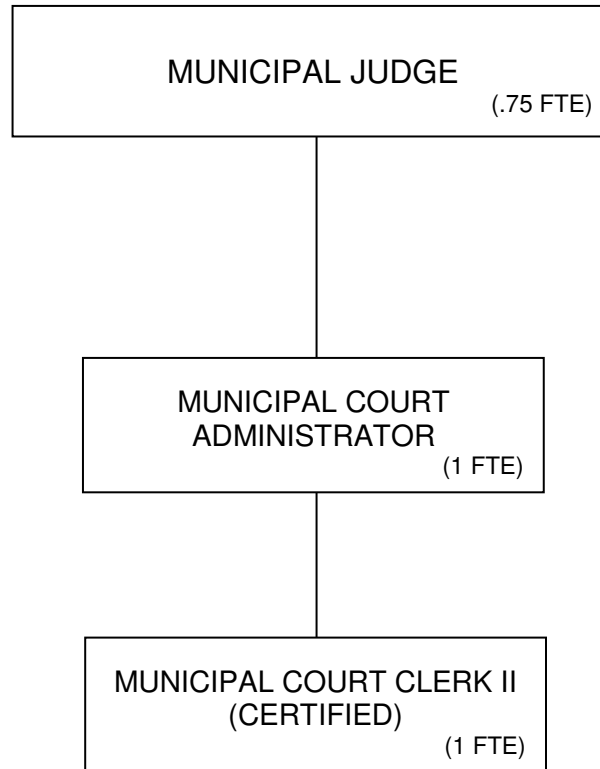 MUNICIPAL JUDGE
(.75 FTE)
MUNICIPAL COURT
ADMINISTRATOR
(1 FTE)
MUNICIPAL COURT CLERK II
(CERTIFIED)
(1 FTE)